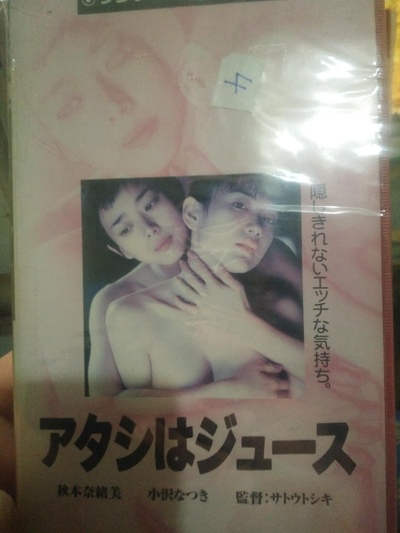 4
隠しきれないエッチな気持ち。
アタシはジュース
秋本奈緒美 小沢なつき 監督:サトウトシキ